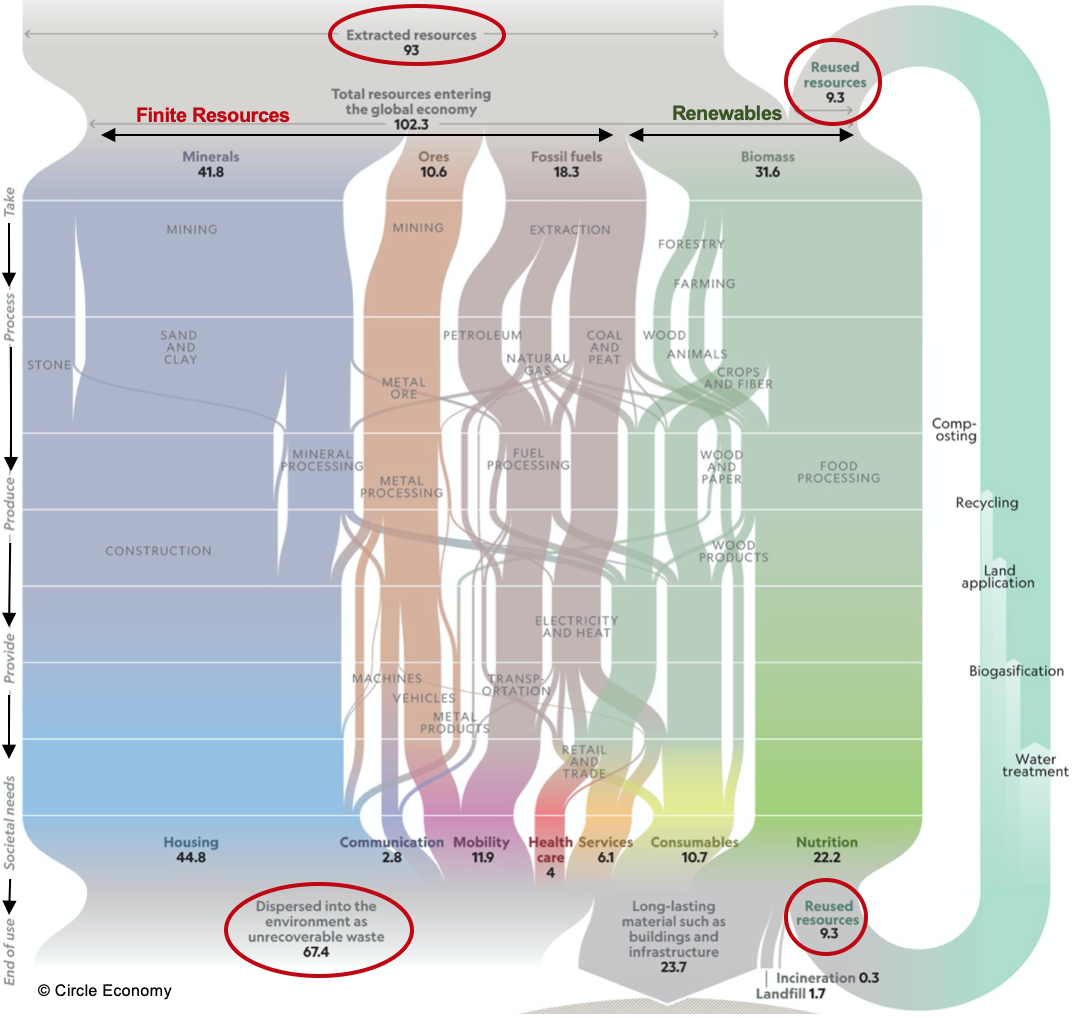 Extracted resources
93
Reused
resources
9.3
Total resources entering
the global economy
102.3
Finite Resources
Renewables
Minerals
41.8
Ores
10.6
Fossil fuels
18.3
Biomass
31.6
Take
MINING
MINING
EXTRACTION
FORESTRY
FARMING
Process
STONE
SAND
AND
CLAY
METAL
ORE
PETROLEUM
NATURAL
GAS
COAL
AND
PEAT
WOOD
ANIMALS
CROPS
AND FIBER
MINERAL
PROCESSING
METAL
PROCESSING
FUEL
PROCESSING
WOOD
AND
PAPER
FOOD
PROCESSING
Comp-
osting
Recycling
Produce
CONSTRUCTION
WOOD
PRODUCTS
Land
application
ELECTRICITY
AND HEAT
Provide
MACHINES
VEHICLES
METAL
PRODUCTS
TRANSP-
ORTATION
Biogasification
RETAIL
AND
TRADE
Water
treatment
Societal needs
Housing
44.8
Communication
2.8
Mobility
11.9
Health
care
4
Services
6.1
Consumables
10.7
Nutrition
22.2
End of use
Dispersed into the
environment as
unrecoverable waste
67.4
Long-lasting
material such as
buildings and
infrastructure
23.7
Reused
resources
9.3
Incineration 0.3
Landfill 1.7
© Circle Economy